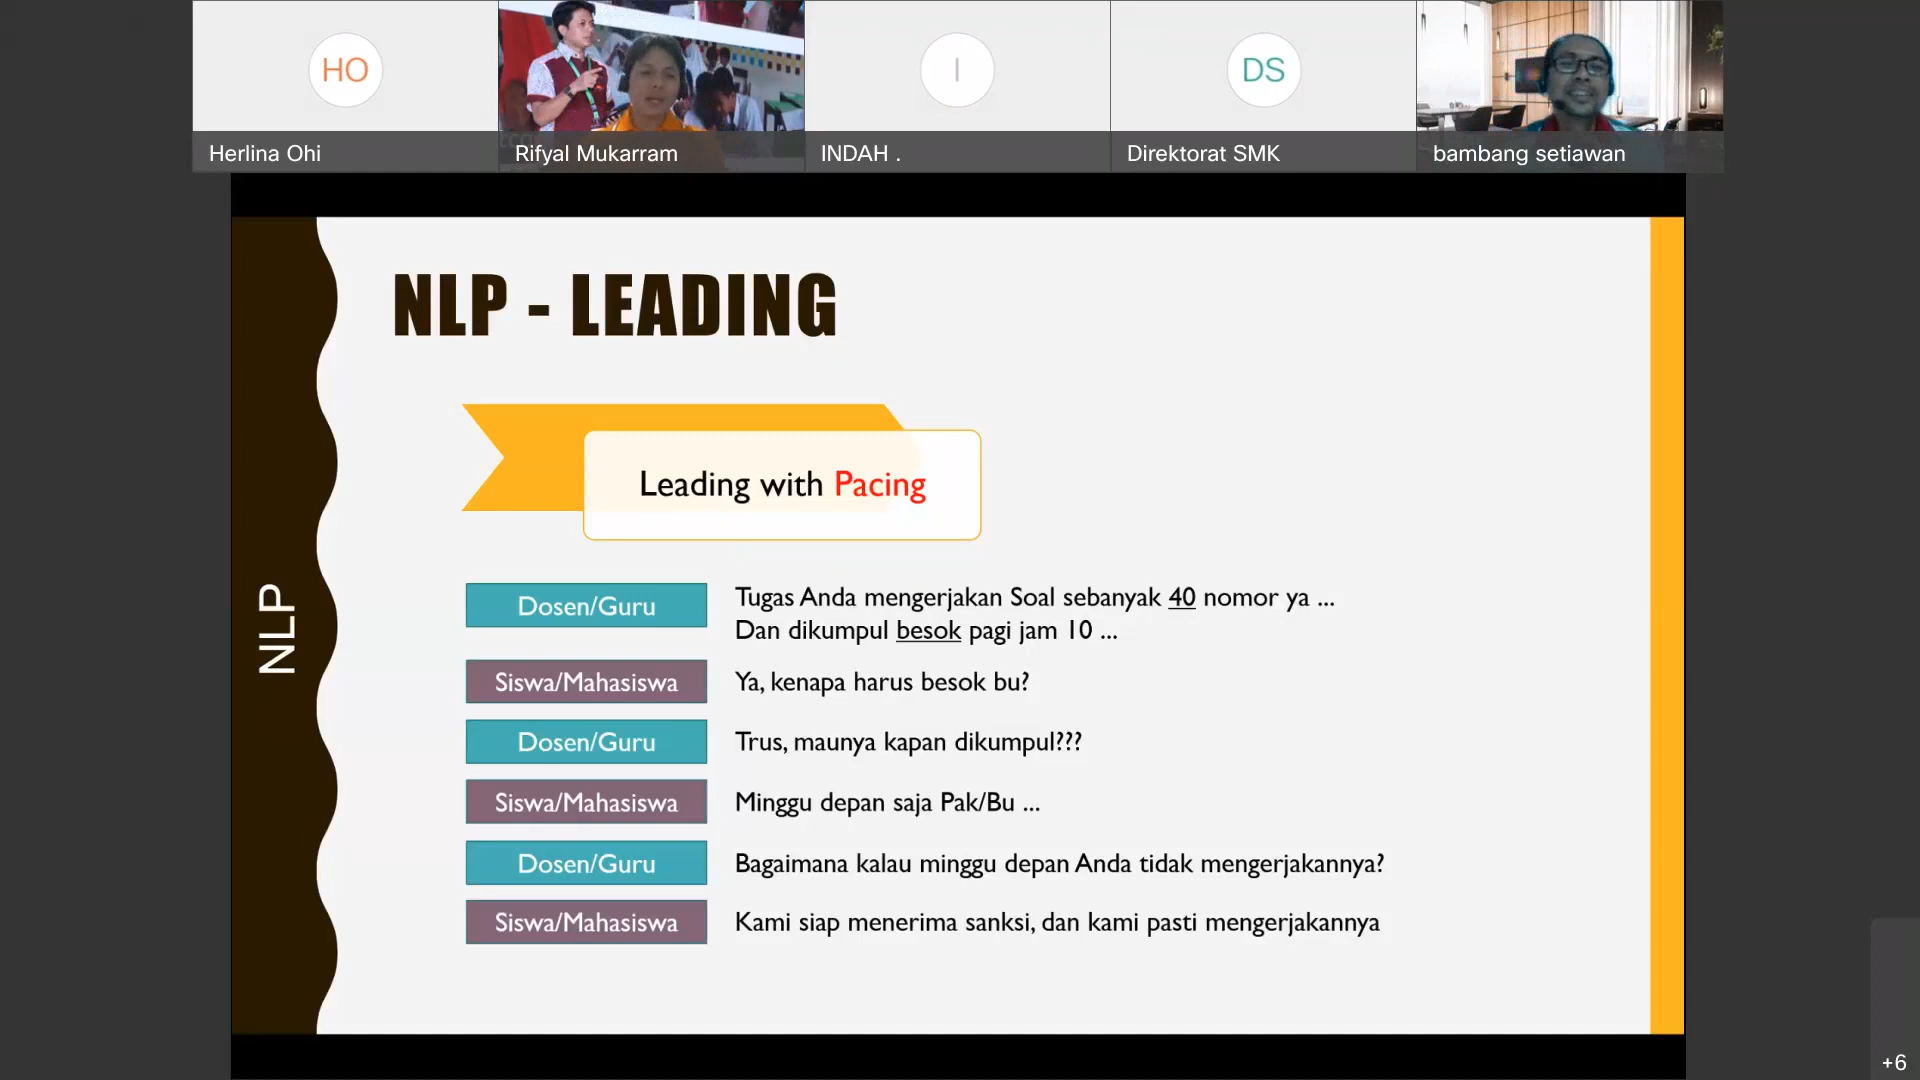 HO
I
DS
Herlina Ohi
Rifyal Mukarram
INDAH .
Direktorat SMK
bambang setiawan
NLP - LEADING
Leading with Pacing
NLP
Dosen/Guru
Tugas Anda mengerjakan Soal sebanyak 40 nomor ya ...
Dan dikumpul besok pagi jam 10 ...
Siswa/Mahasiswa
Ya, kenapa harus besok bu?
Dosen/Guru
Trus, maunya kapan dikumpul???
Siswa/Mahasiswa
Minggu depan saja Pak/Bu ...
Dosen/Guru
Bagaimana kalau minggu depan Anda tidak mengerjakannya?
Siswa/Mahasiswa
Kami siap menerima sanksi, dan kami pasti mengerjakannya
+6